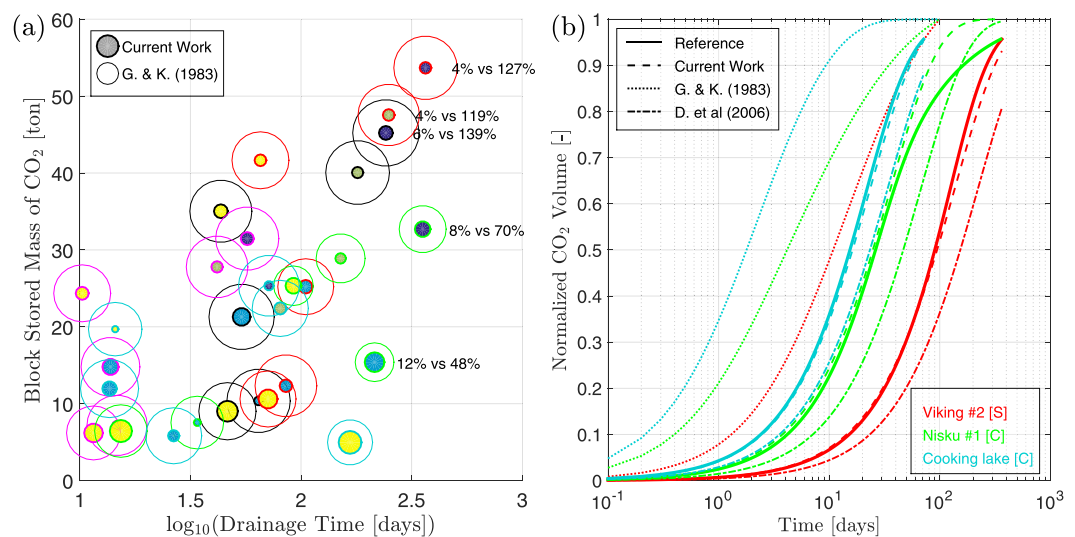 (a)
60
50
40
30
20
10
0
Block Stored Mass of CO2 [ton]
Current Work
G. & K. (1983)
4% vs 127%
4% vs 119%
6% vs 139%
8% vs 70%
12% vs 48%
1
1.5
2
2.5
3
log10(Drainage Time [days])
(b)
1
0.9
0.8
0.7
0.6
0.5
0.4
0.3
0.2
0.1
0
Normalized CO2 Volume [-]
Reference
Current Work
G. & K. (1983)
D. et al (2006)
Viking #2 [S]
Nisku #1 [C]
Cooking lake [C]
10-1
100
101
102
103
Time [days]